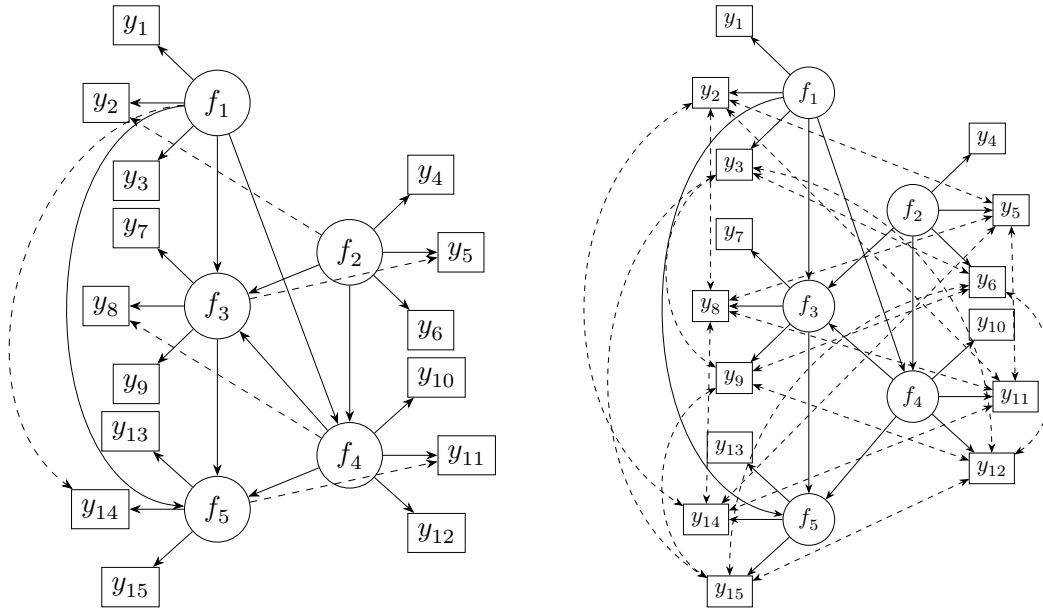 y₁
y₂
f₁
y₃
y₄
y₇
f₂
y₅
y₈
f₃
y₆
y₉
y₁₀
y₁₃
f₄
y₁₁
y₁₄
f₅
y₁₂
y₁₅
y₁
y₂
f₁
y₃
y₄
f₂
y₅
y₇
y₆
y₈
f₃
y₁₀
y₉
f₄
y₁₁
y₁₃
y₁₂
y₁₄
f₅
y₁₅